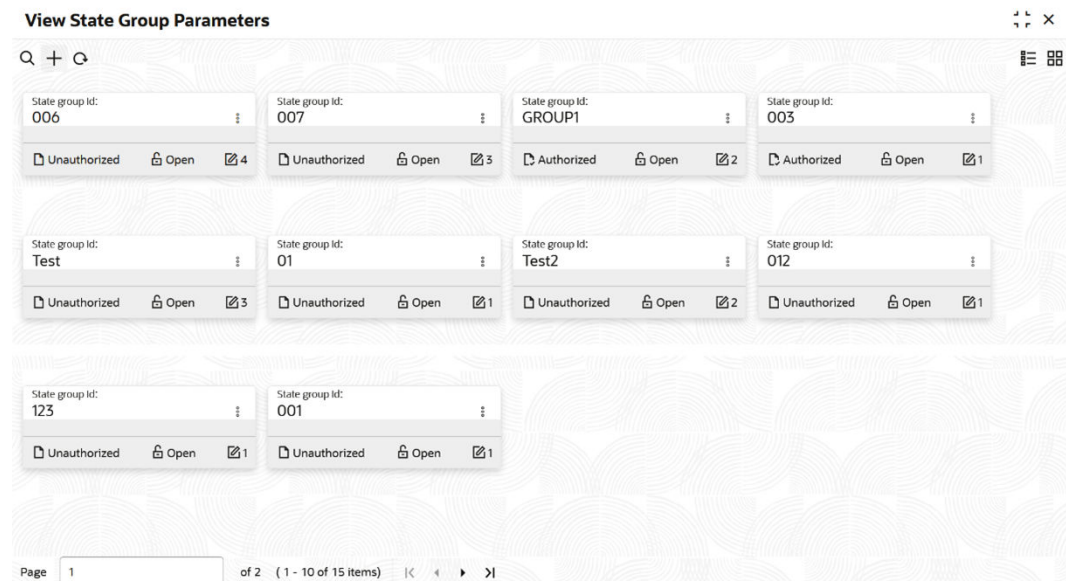 View State Group Parameters
State group Id: State group Id: State group Id: State group Id:
006 007 GROUP1 003
Unauthorized Open 4 Unauthorized Open 3 Authorized Open 2 Authorized Open 1
State group Id: State group Id: State group Id: State group Id:
Test 01 Test2 012
Unauthorized Open 3 Unauthorized Open 1 Unauthorized Open 2 Unauthorized Open 1
State group Id: State group Id:
123 001
Unauthorized Open 1 Unauthorized Open 1
Page 1 of 2 (1 - 10 of 15 items)